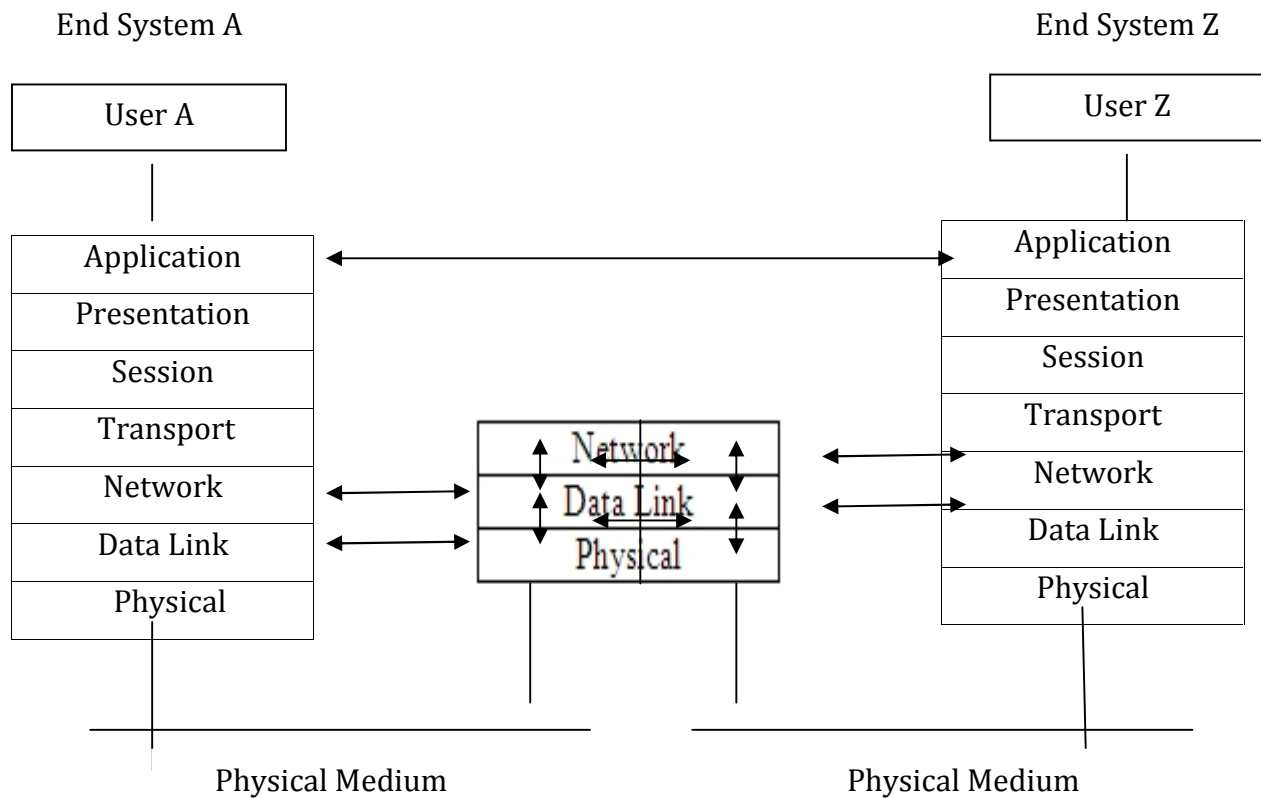 End System A
End System Z
User A
User Z
Application
Presentation
Session
Transport
Network
Data Link
Physical
Network
Data Link
Physical
Application
Presentation
Session
Transport
Network
Data Link
Physical
Physical Medium
Physical Medium